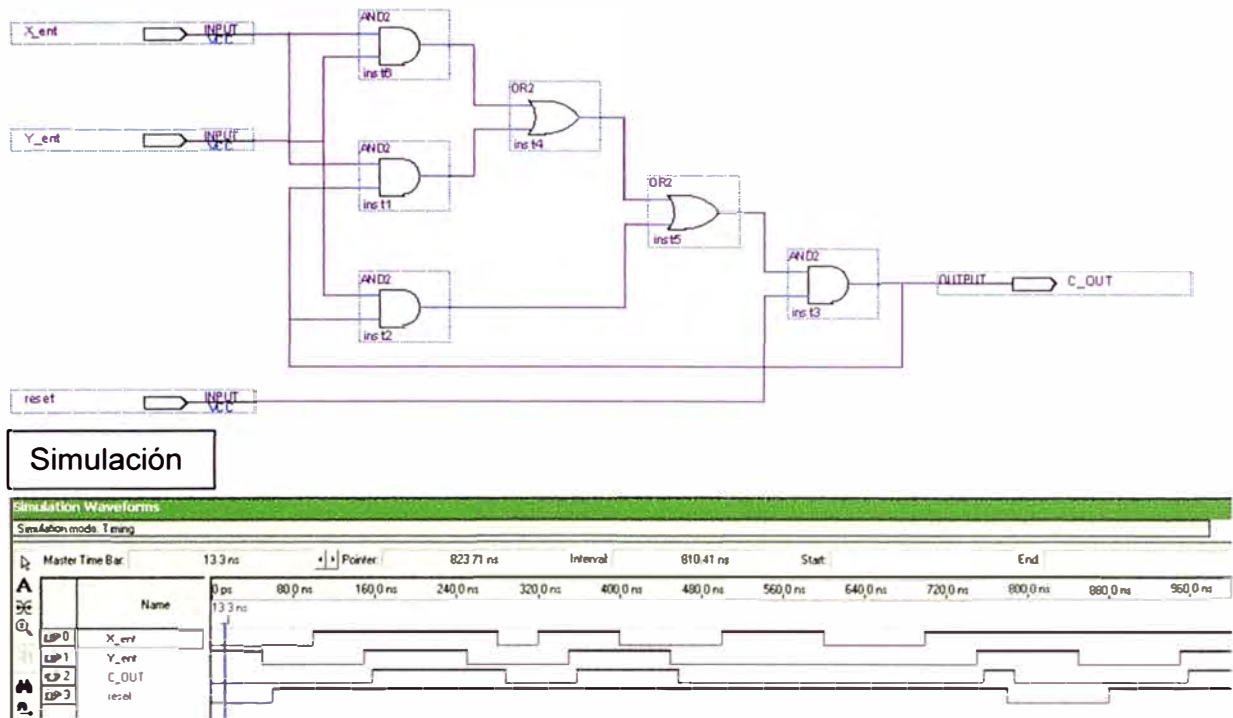 X_ent
INPUT
VCC
AND2
inst6
OR2
inst4
Y_ent
INPUT
VCC
AND2
inst1
OR2
inst5
AND2
inst2
AND2
inst3
OUTPUT
C_OUT
reset
INPUT
VCC
Simulación
Simulation Waveforms
Simulation mode: Timing
Master Time Bar: 13.3 ns Pointer: 823.71 ns Interval: 810.41 ns Start: End:
Name
0 ps 80.0 ns 160.0 ns 240.0 ns 320.0 ns 400.0 ns 480.0 ns 560.0 ns 640.0 ns 720.0 ns 800.0 ns 880.0 ns 960.0 ns
13.3 ns
A
0 X_ent
1 Y_ent
2 C_OUT
3 reset